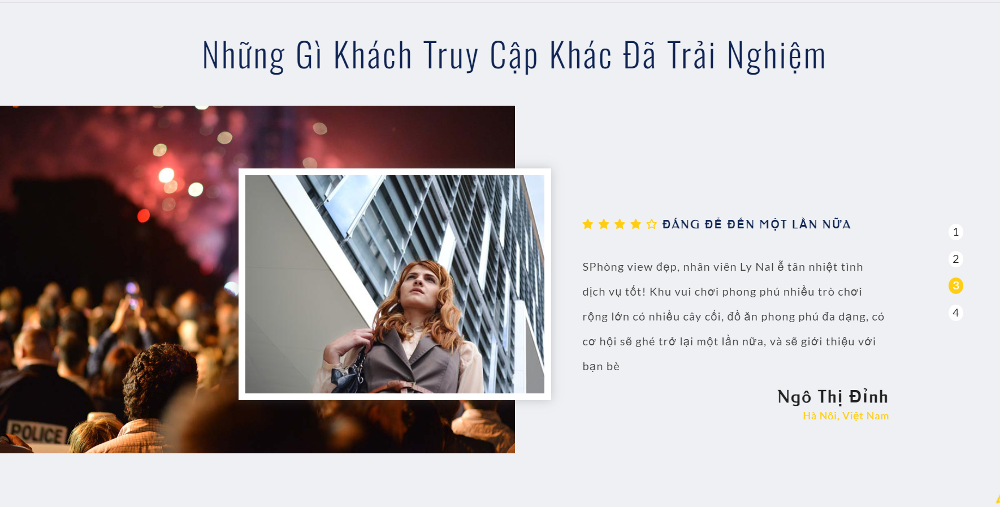 Những Gì Khách Truy Cập Khác Đã Trải Nghiệm
ĐÁNG ĐỂ ĐẾN MỘT LẦN NỮA
SPhòng view đẹp, nhân viên Ly Nal ễ tân nhiệt tình
dịch vụ tốt! Khu vui chơi phong phú nhiều trò chơi
rộng lớn có nhiều cây cối, đồ ăn phong phú đa dạng, có
cơ hội sẽ ghé trở lại một lần nữa, và sẽ giới thiệu với
bạn bè
Ngô Thị Đỉnh
Hà Nôi, Việt Nam
1
2
3
4
POLICE